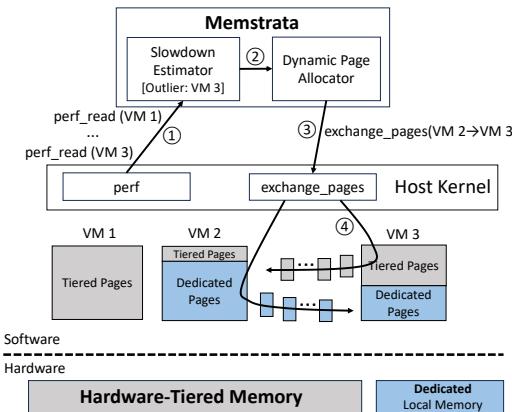 Memstrata
Slowdown
Estimator
[Outlier: VM 3]
②
Dynamic Page
Allocator
perf_read (VM 1)
...
perf_read (VM 3)
①
③
exchange_pages(VM 2→VM 3
perf
exchange_pages
Host Kernel
④
VM 1
VM 2
VM 3
Tiered Pages
Tiered Pages
Dedicated
Pages
...
...
Tiered Pages
Dedicated
Pages
Software
Hardware
Hardware-Tiered Memory
Dedicated
Local Memory